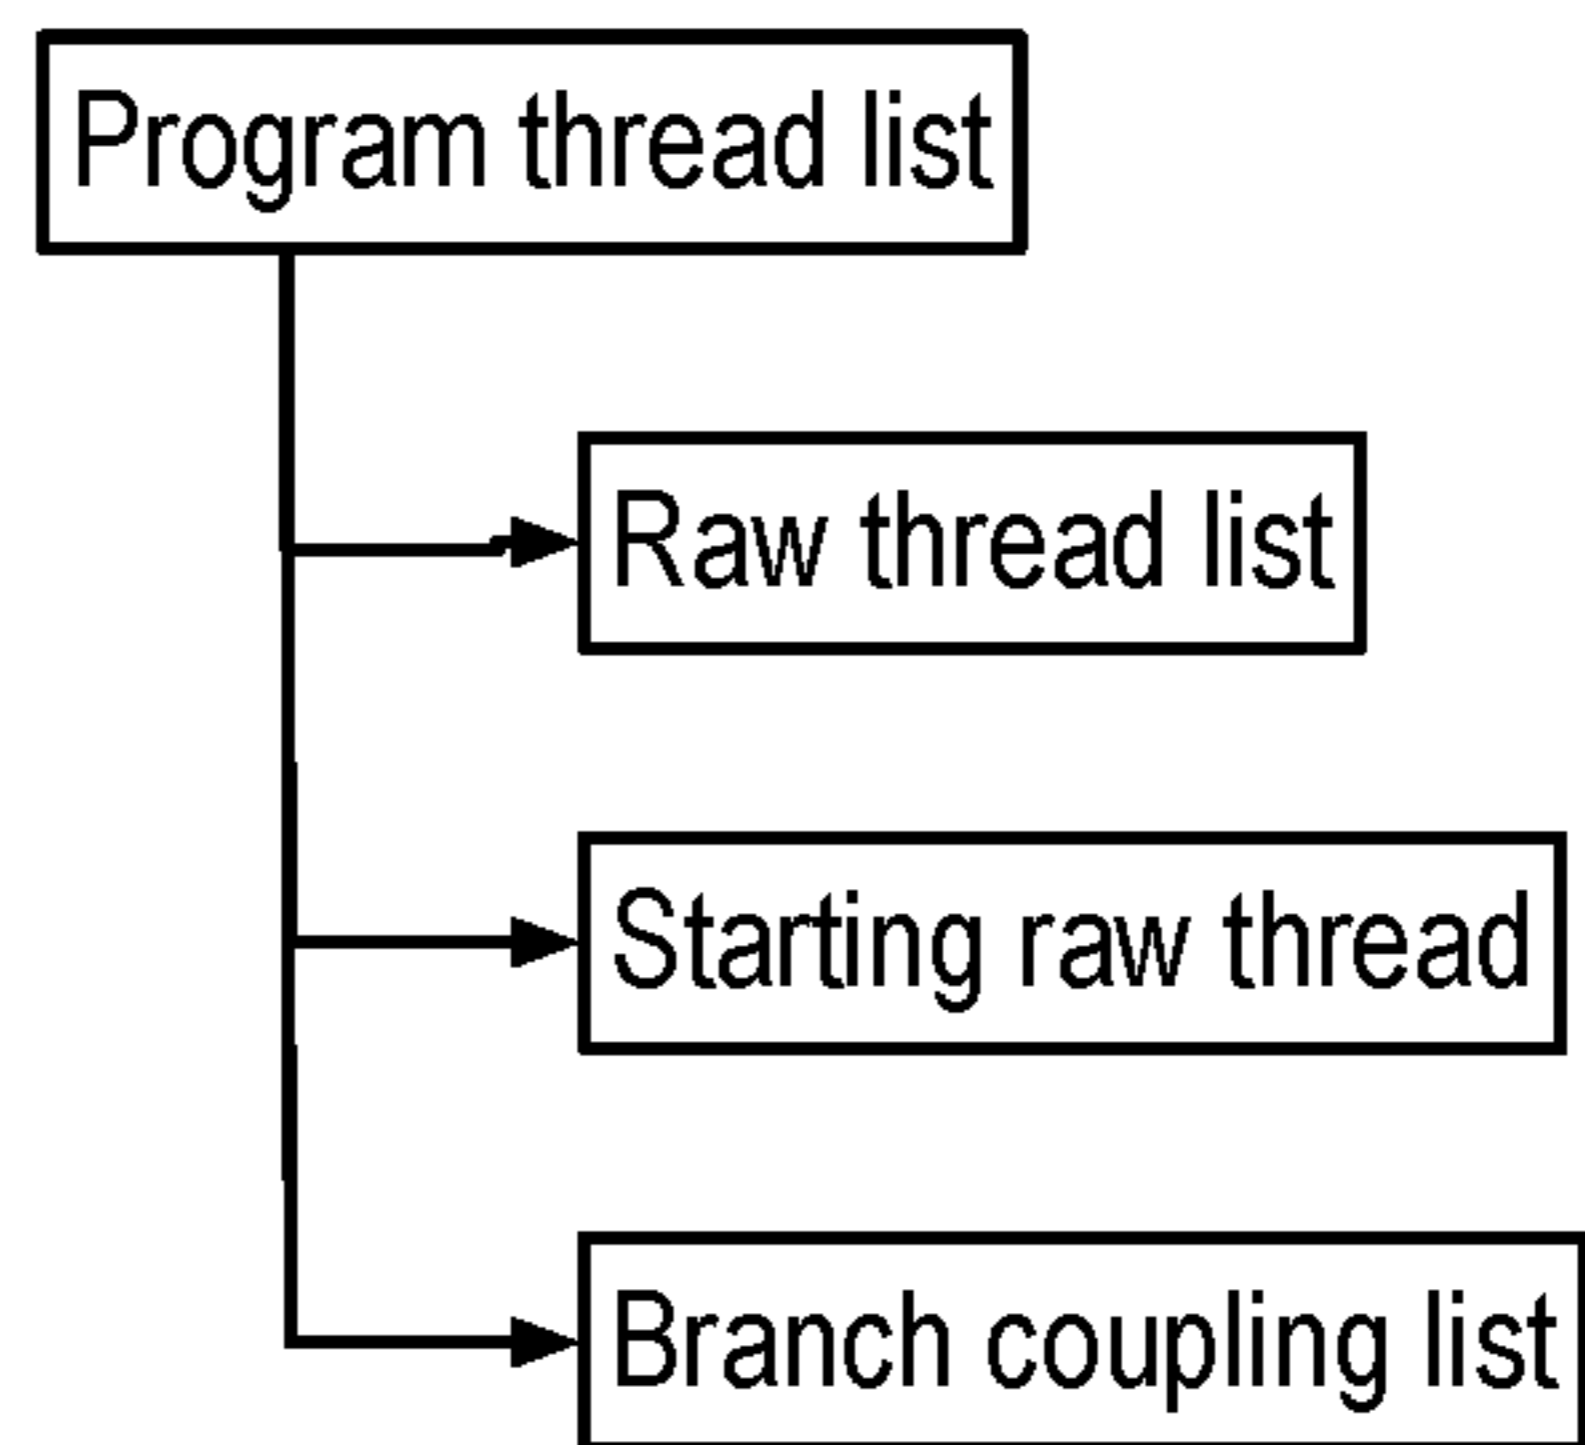 Program thread list
Raw thread list
Starting raw thread
Branch coupling list